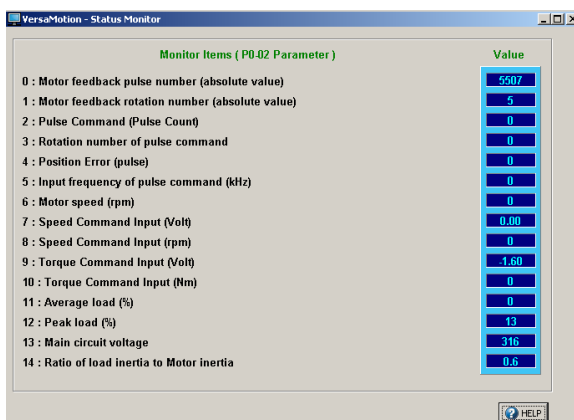 VersaMotion - Status Monitor
Monitor Items ( P0-02 Parameter ) Value
0 : Motor feedback pulse number (absolute value) 5507
1 : Motor feedback rotation number (absolute value) 5
2 : Pulse Command (Pulse Count) 0
3 : Rotation number of pulse command 0
4 : Position Error (pulse) 0
5 : Input frequency of pulse command (kHz) 0
6 : Motor speed (rpm) 0
7 : Speed Command Input (Volt) 0.00
8 : Speed Command Input (rpm) 0
9 : Torque Command Input (Volt) -1.60
10 : Torque Command Input (Nm) 0
11 : Average load (%) 0
12 : Peak load (%) 13
13 : Main circuit voltage 316
14 : Ratio of load inertia to Motor inertia 0.6
HELP